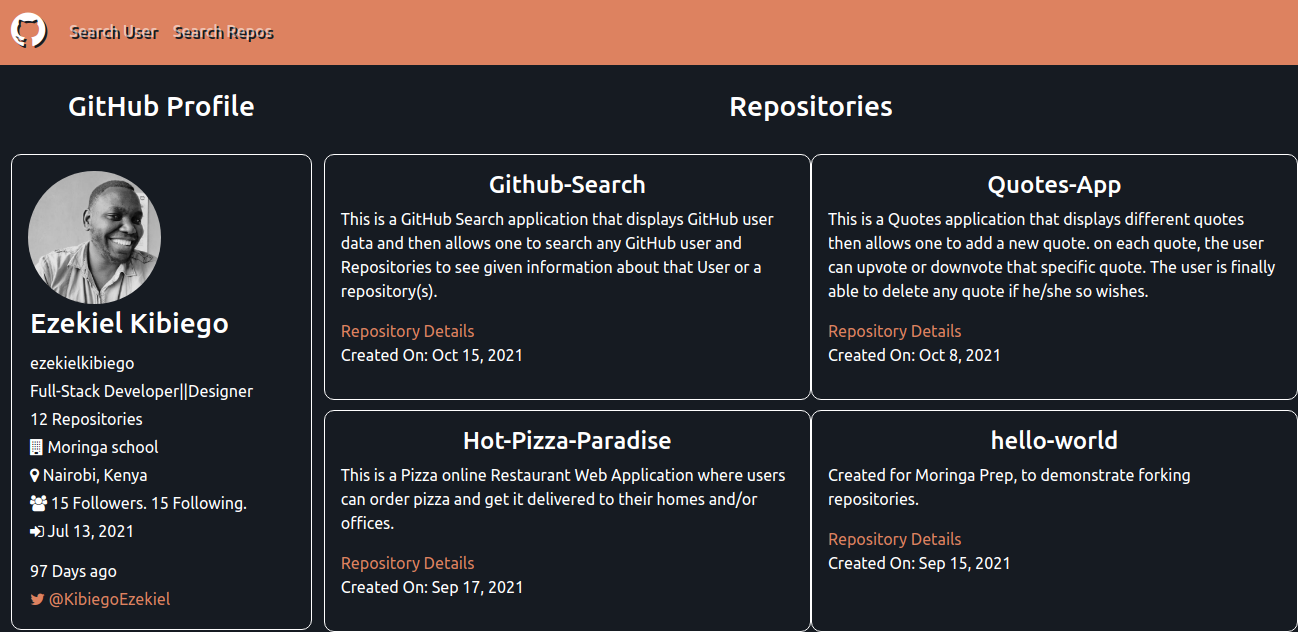 Search User Search Repos
GitHub Profile
Repositories
Ezekiel Kibiego
ezekielkibiego
Full-Stack Developer||Designer
12 Repositories
Moringa school
Nairobi, Kenya
15 Followers. 15 Following.
Jul 13, 2021
97 Days ago
@KibiegoEzekiel
Github-Search
This is a GitHub Search application that displays GitHub user
data and then allows one to search any GitHub user and
Repositories to see given information about that User or a
repository(s).
Repository Details
Created On: Oct 15, 2021
Quotes-App
This is a Quotes application that displays different quotes
then allows one to add a new quote. on each quote, the user
can upvote or downvote that specific quote. The user is finally
able to delete any quote if he/she so wishes.
Repository Details
Created On: Oct 8, 2021
Hot-Pizza-Paradise
This is a Pizza online Restaurant Web Application where users
can order pizza and get it delivered to their homes and/or
offices.
Repository Details
Created On: Sep 17, 2021
hello-world
Created for Moringa Prep, to demonstrate forking
repositories.
Repository Details
Created On: Sep 15, 2021